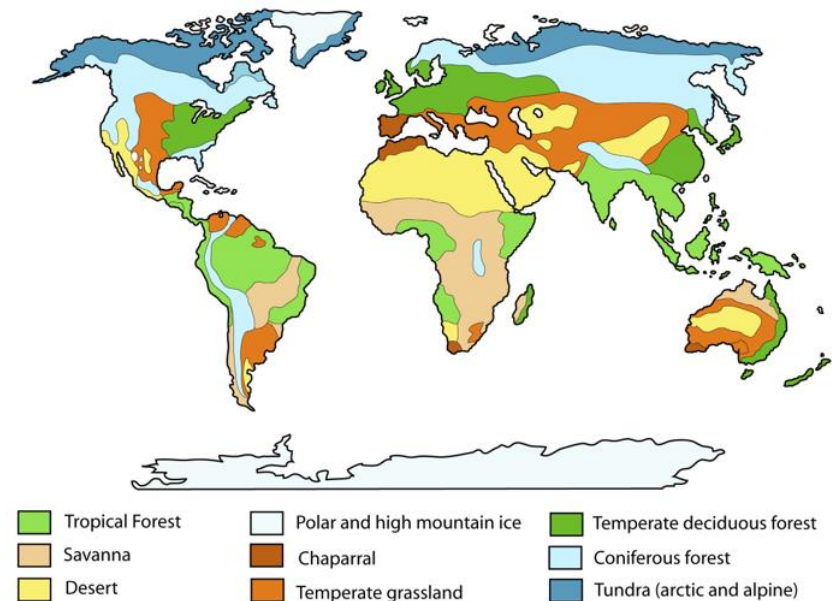 Tropical Forest
Savanna
Desert
Polar and high mountain ice
Chaparral
Temperate grassland
Temperate deciduous forest
Coniferous forest
Tundra (arctic and alpine)